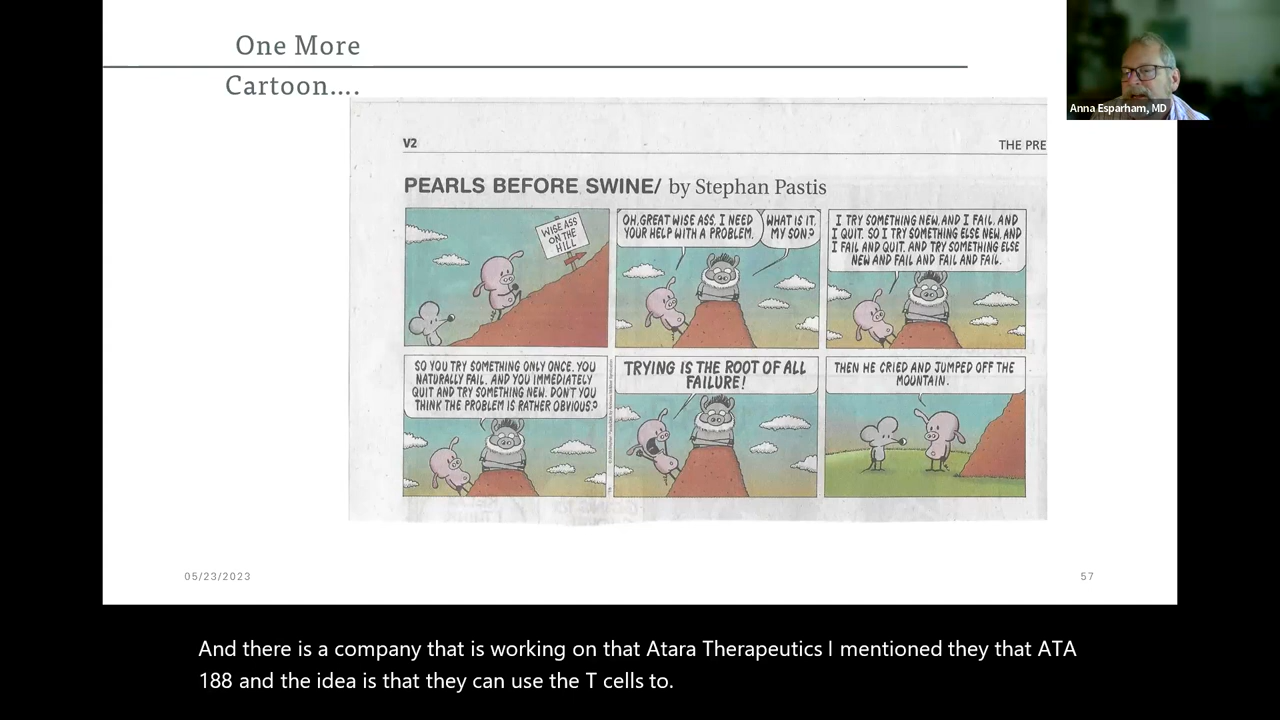 One More
Cartoon....
Anna Esparham, MD
V2
THE PRE
PEARLS BEFORE SWINE/ by Stephan Pastis
WISE ASS
ON THE
HILL
OH, GREAT WISE ASS, I NEED
YOUR HELP WITH A PROBLEM.
WHAT IS IT,
MY SON?
I TRY SOMETHING NEW, AND I FAIL, AND
I QUIT. SO I TRY SOMETHING ELSE NEW, AND
I FAIL AND QUIT. AND TRY SOMETHING ELSE
NEW AND FAIL AND FAIL AND FAIL.
SO YOU TRY SOMETHING ONLY ONCE. YOU
NATURALLY FAIL. AND YOU IMMEDIATELY
QUIT AND TRY SOMETHING NEW. DON'T YOU
THINK THE PROBLEM IS RATHER OBVIOUS?
TRYING IS THE ROOT OF ALL
FAILURE!
THEN HE CRIED AND JUMPED OFF THE
MOUNTAIN.
05/23/2023
57
And there is a company that is working on that Atara Therapeutics I mentioned they that ATA
188 and the idea is that they can use the T cells to.